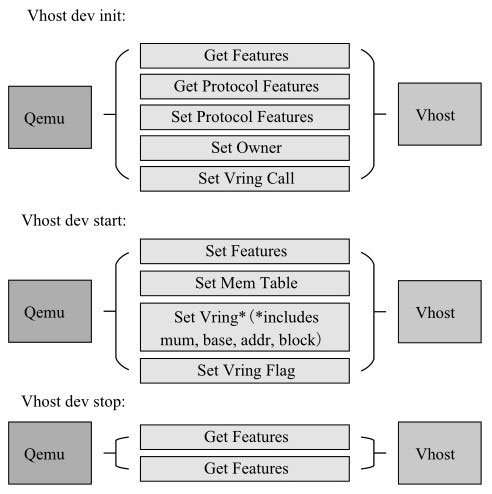 Vhost dev init:
Get Features
Get Protocol Features
Qemu
Set Protocol Features
Vhost
Set Owner
Set Vring Call
Vhost dev start:
Set Features
Set Mem Table
Qemu
Set Vring* (*includes
mum, base, addr, block)
Vhost
Set Vring Flag
Vhost dev stop:
Get Features
Qemu
Vhost
Get Features